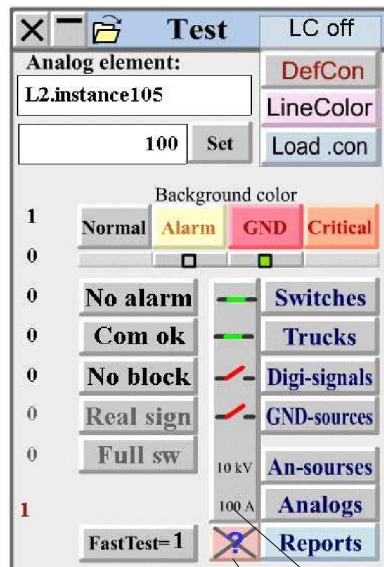 Test
LC off
Analog element:
DefCon
L2.instance105
LineColor
100 Set
Load .con
Background color
1
Normal Alarm GND Critical
0
0 No alarm Switches
0 Com ok Trucks
0 No block Digi-signals
0 Real sign GND-sources
0 Full sw
10 kV An-sourses
1 100 A Analogs
FastTest=1 ? Reports